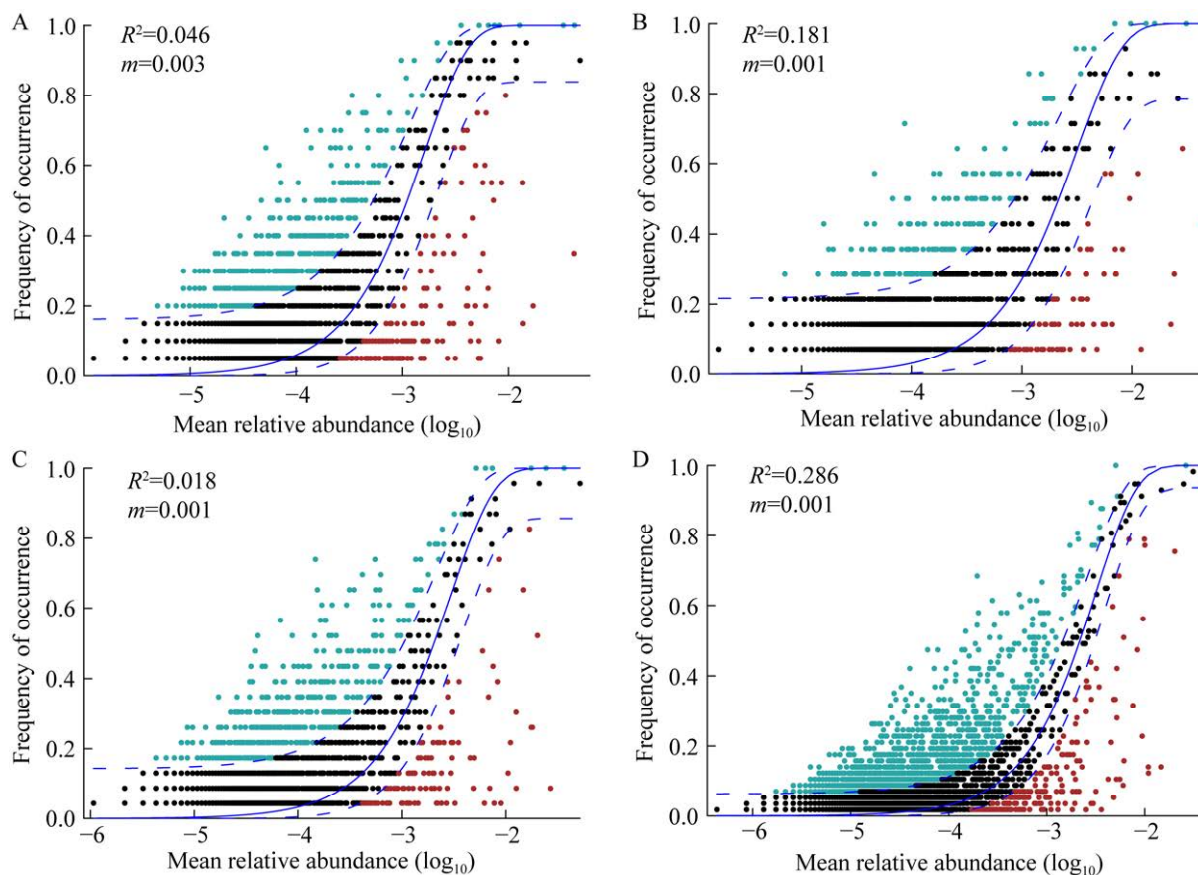 A
R²=0.046
m=0.003
1.0
0.8
0.6
0.4
0.2
0.0
Frequency of occurrence
−5 −4 −3 −2
Mean relative abundance (log₁₀)
B
R²=0.181
m=0.001
1.0
0.8
0.6
0.4
0.2
0.0
Frequency of occurrence
−5 −4 −3 −2
Mean relative abundance (log₁₀)
C
R²=0.018
m=0.001
1.0
0.8
0.6
0.4
0.2
0.0
Frequency of occurrence
−6 −5 −4 −3 −2
Mean relative abundance (log₁₀)
D
R²=0.286
m=0.001
1.0
0.8
0.6
0.4
0.2
0.0
Frequency of occurrence
−6 −5 −4 −3 −2
Mean relative abundance (log₁₀)